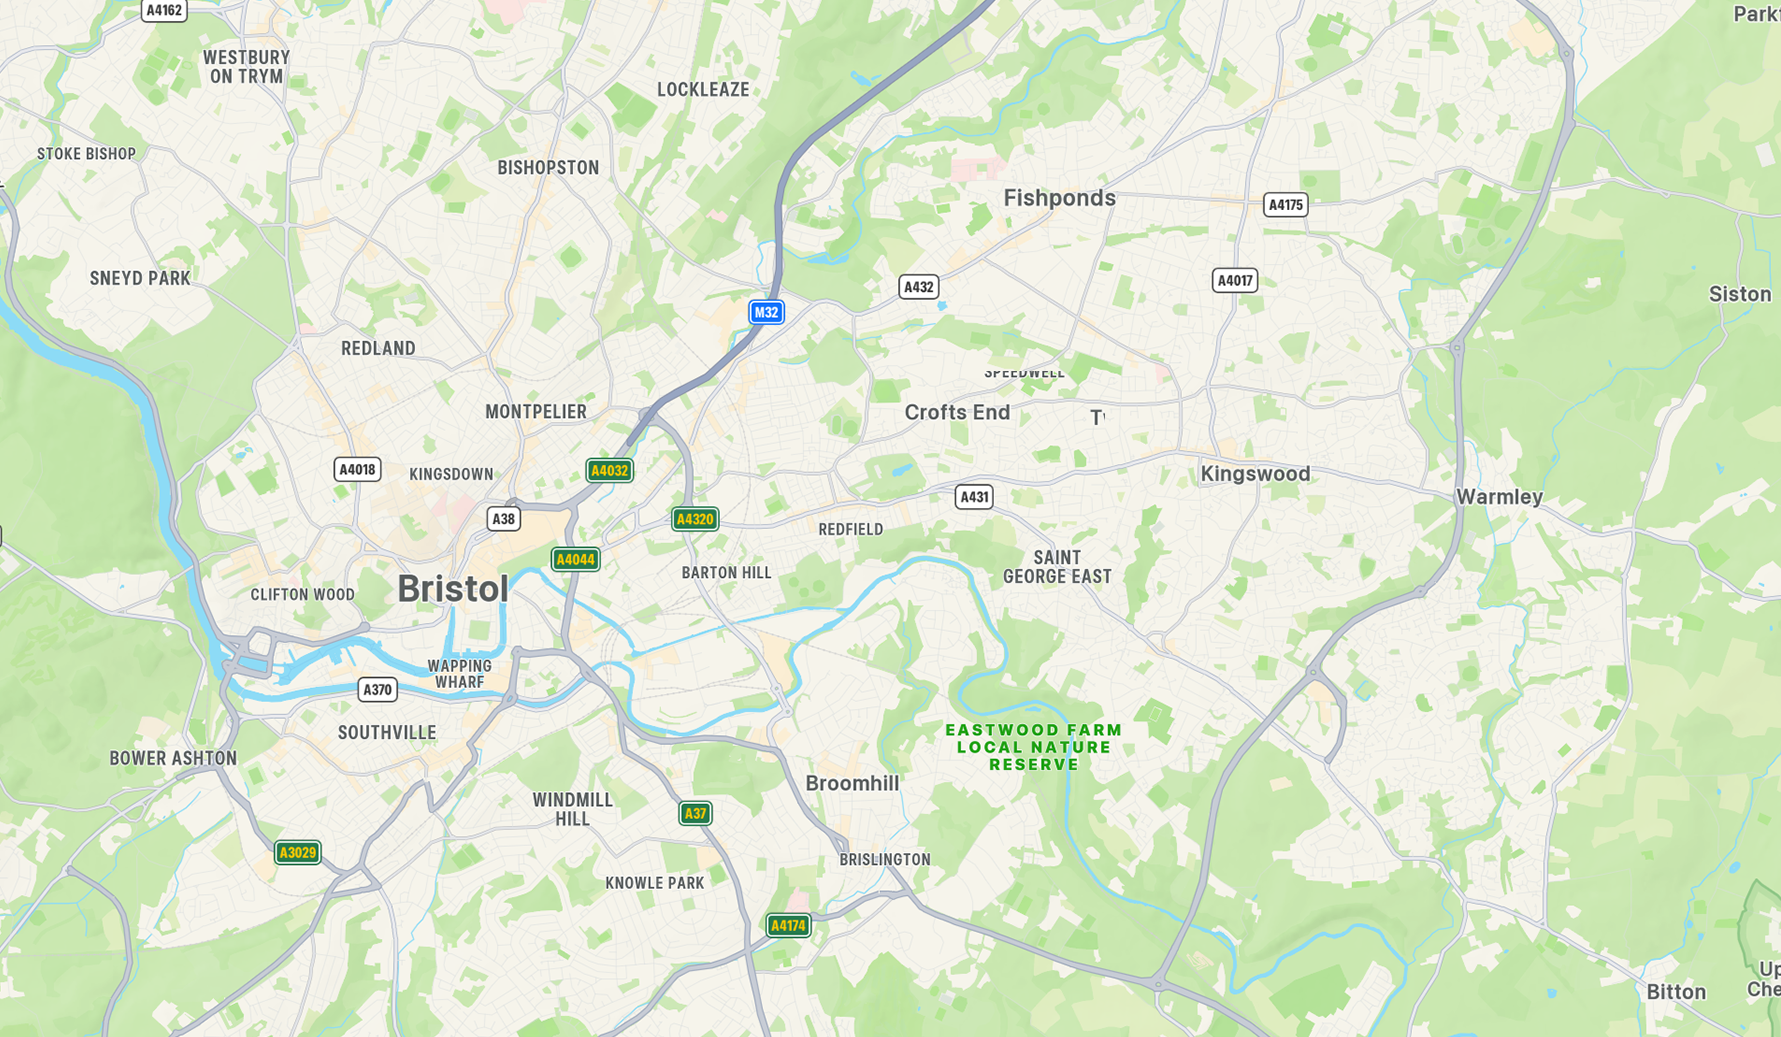 A4162
Park
WESTBURY
ON TRYM
LOCKLEAZE
STOKE BISHOP
BISHOPSTON
Fishponds
A4175
SNEYD PARK
A432
A4017
Siston
M32
REDLAND
SPEEDWELL
MONTPELIER
Crofts End
T
A4018
KINGSDOWN
A4032
Kingswood
A431
Warmley
A38
A4320
REDFIELD
A4044
BARTON HILL
SAINT
GEORGE EAST
Bristol
CLIFTON WOOD
WAPPING
WHARF
A370
SOUTHVILLE
EASTWOOD FARM
LOCAL NATURE
RESERVE
BOWER ASHTON
Broomhill
WINDMILL
HILL
A37
A3029
BRISLINGTON
KNOWLE PARK
A4174
Up
Che
Bitton